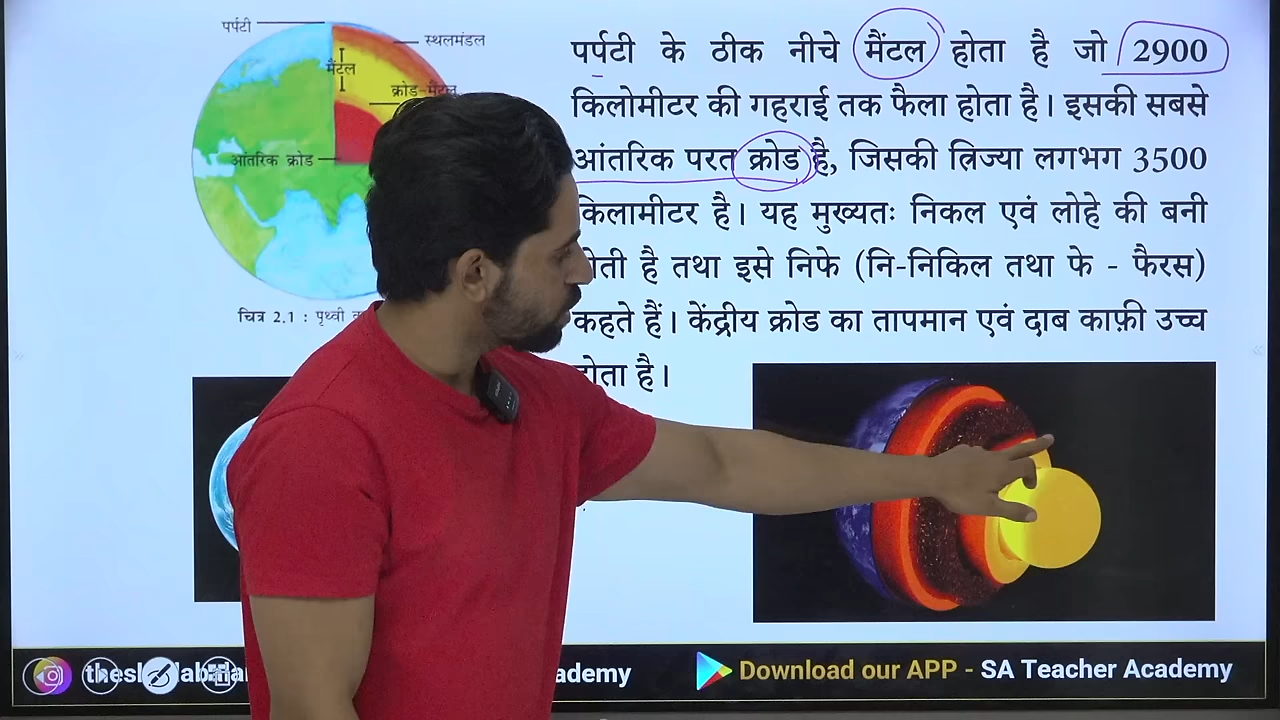 पर्पटी
स्थलमंडल
मैंटल
क्रोड-मैंटल
आंतरिक क्रोड
चित्र 2.1 : पृथ्वी
पर्पटी के ठीक नीचे मैंटल होता है जो 2900
किलोमीटर की गहराई तक फैला होता है। इसकी सबसे
आंतरिक परत क्रोड है, जिसकी त्रिज्या लगभग 3500
किलामीटर है। यह मुख्यतः निकल एवं लोहे की बनी
होती है तथा इसे निफे (नि-निकिल तथा फे - फैरस)
कहते हैं। केंद्रीय क्रोड का तापमान एवं दाब काफ़ी उच्च
होता है।
Download our APP - SA Teacher Academy